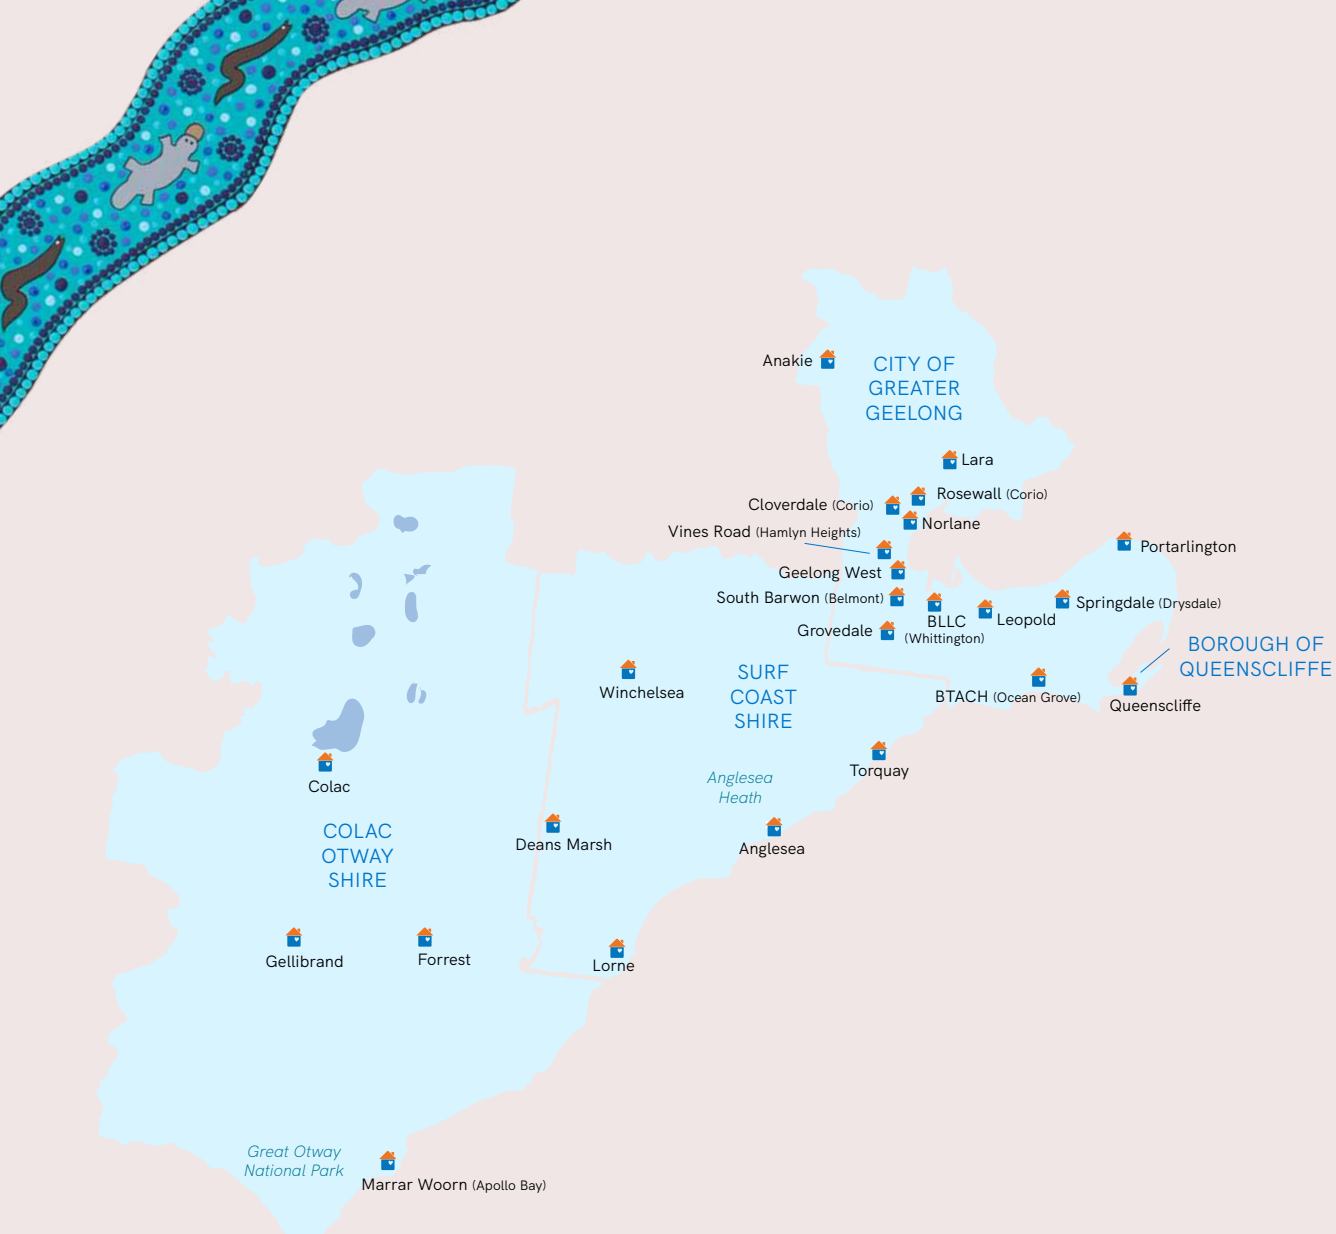 Anakie
CITY OF
GREATER
GEELONG
Lara
Rosewall (Corio)
Cloverdale (Corio)
Norlane
Vines Road (Hamlyn Heights)
Portarlington
Geelong West
South Barwon (Belmont)
Springdale (Drysdale)
Leopold
BLLC
(Whittington)
Grovedale
BOROUGH OF
QUEENSCLIFFE
Winchelsea
SURF
COAST
SHIRE
BTACH (Ocean Grove)
Queenscliffe
Torquay
Anglesea
Heath
Colac
COLAC
OTWAY
SHIRE
Deans Marsh
Anglesea
Gellibrand
Forrest
Lorne
Great Otway
National Park
Marrar Woorn (Apollo Bay)